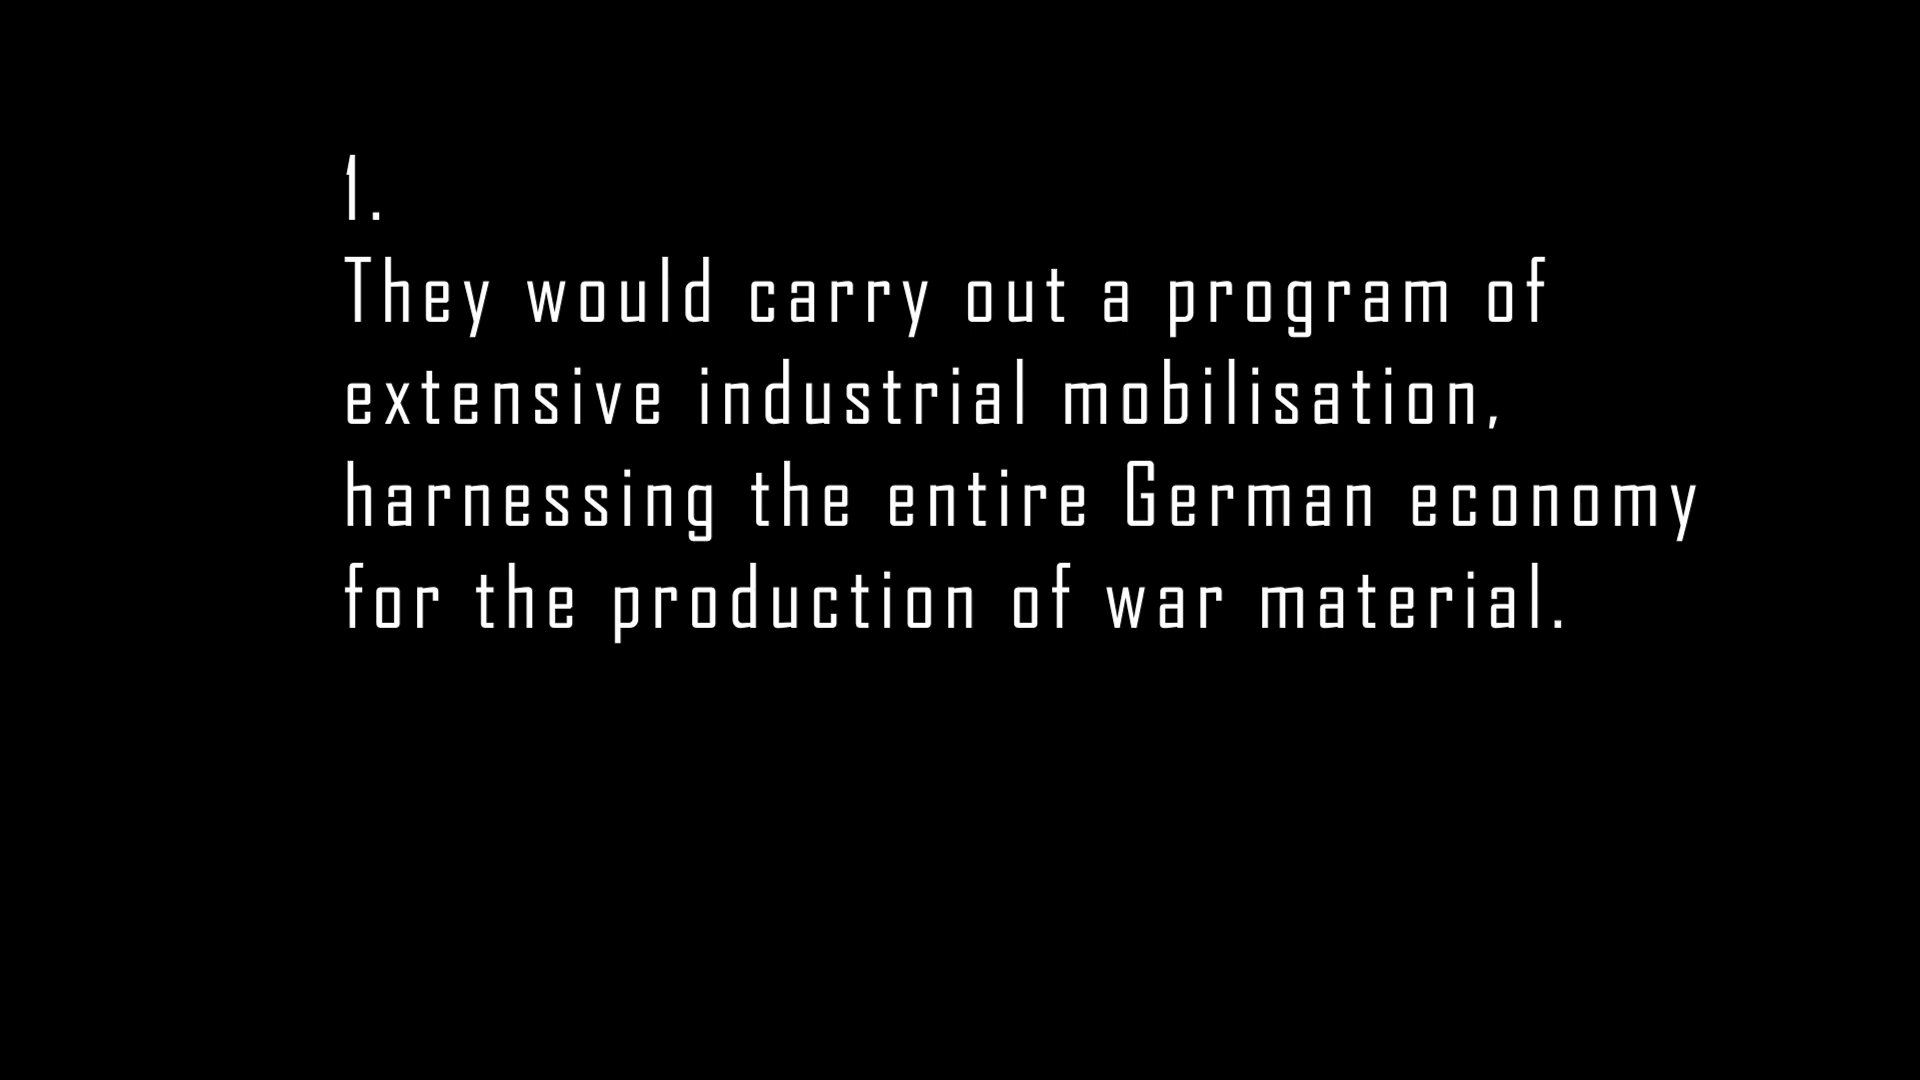 1.
They would carry out a program of
extensive industrial mobilisation,
harnessing the entire German economy
for the production of war material.